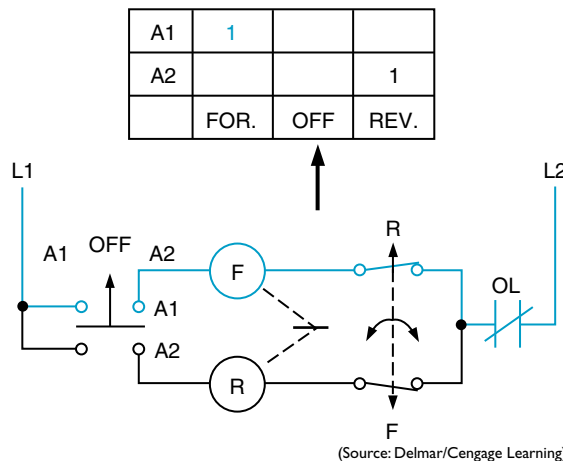 A1 1
A2 1
FOR. OFF REV.
L1 L2
A1 OFF A2 R
F OL
A1
A2
R
F
(Source: Delmar/Cengage Learning)